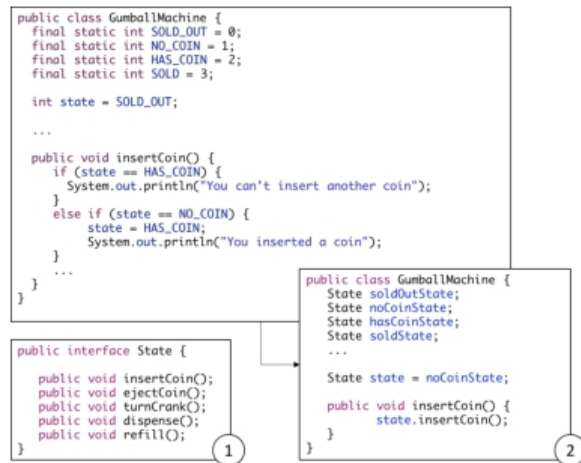 public class GumballMachine {
final static int SOLD_OUT = 0;
final static int NO_COIN = 1;
final static int HAS_COIN = 2;
final static int SOLD = 3;
int state = SOLD_OUT;
...
public void insertCoin() {
if (state == HAS_COIN) {
System.out.println("You can't insert another coin");
}
else if (state == NO_COIN) {
state = HAS_COIN;
System.out.println("You inserted a coin");
}
...
}
}
public interface State {
public void insertCoin();
public void ejectCoin();
public void turnCrank();
public void dispense();
public void refill();
}
1
public class GumballMachine {
State soldOutState;
State noCoinState;
State hasCoinState;
State soldState;
...
State state = noCoinState;
public void insertCoin() {
state.insertCoin();
}
}
2